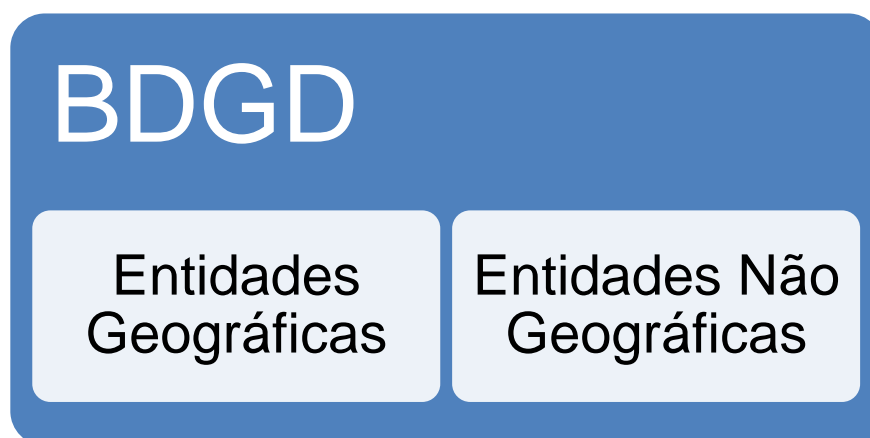 BDGD
Entidades
Geográficas
Entidades Não
Geográficas